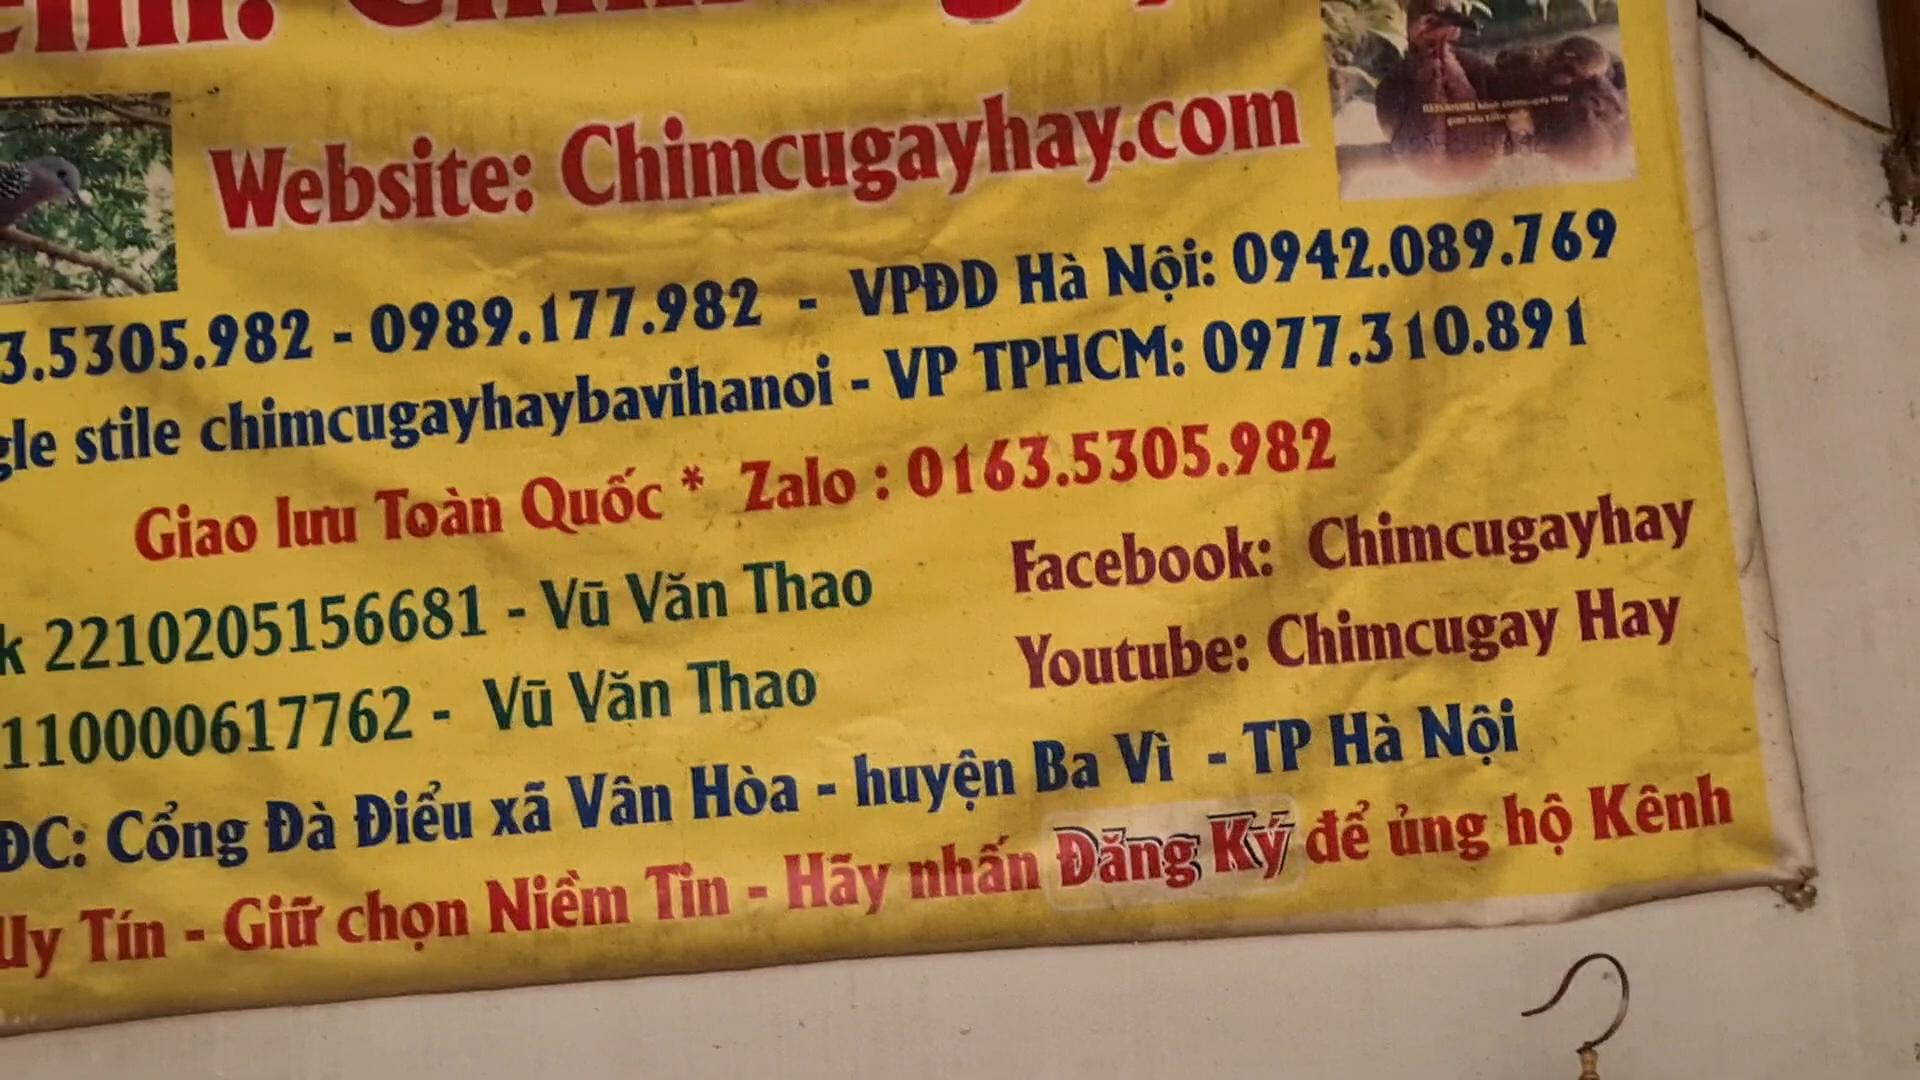 Website: Chimcugayhay.com
3.5305.982 - 0989.177.982 - VPĐD Hà Nội: 0942.089.769
gle stile chimcugayhaybavihanoi - VP TPHCM: 0977.310.891
Giao lưu Toàn Quốc * Zalo : 0163.5305.982
k 2210205156681 - Vũ Văn Thao
Facebook: Chimcugayhay
110000617762 - Vũ Văn Thao
Youtube: Chimcugay Hay
ĐC: Cổng Đà Điểu xã Vân Hòa - huyện Ba Vì - TP Hà Nội
Uy Tín - Giữ chọn Niềm Tin - Hãy nhấn Đăng Ký để ủng hộ Kênh